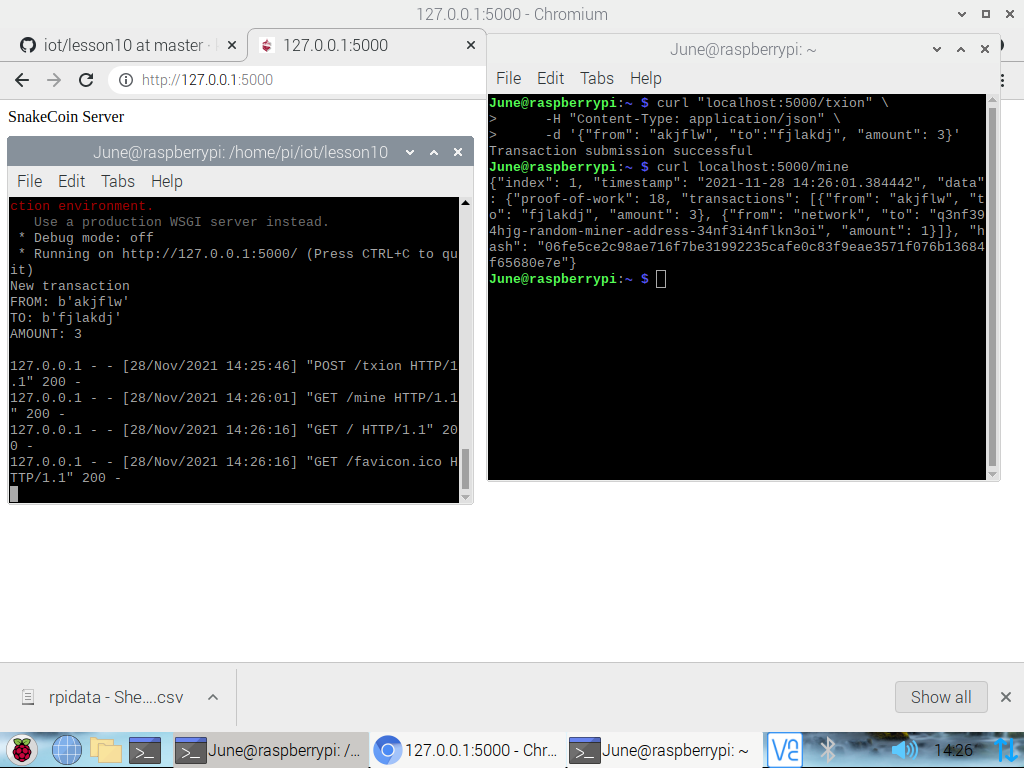 127.0.0.1:5000 - Chromium
iot/lesson10 at master ·
127.0.0.1:5000
http://127.0.0.1:5000
SnakeCoin Server
June@raspberrypi: /home/pi/iot/lesson10
File Edit Tabs Help
ction environment.
   Use a production WSGI server instead.
 * Debug mode: off
 * Running on http://127.0.0.1:5000/ (Press CTRL+C to qu
it)
New transaction
FROM: b'akjflw'
TO: b'fjlakdj'
AMOUNT: 3
127.0.0.1 - - [28/Nov/2021 14:25:46] "POST /txion HTTP/1
.1" 200 -
127.0.0.1 - - [28/Nov/2021 14:26:01] "GET /mine HTTP/1.1
" 200 -
127.0.0.1 - - [28/Nov/2021 14:26:16] "GET / HTTP/1.1" 20
0 -
127.0.0.1 - - [28/Nov/2021 14:26:16] "GET /favicon.ico H
TTP/1.1" 200 -
June@raspberrypi: ~
File Edit Tabs Help
June@raspberrypi:~ $ curl "localhost:5000/txion" \
>      -H "Content-Type: application/json" \
>      -d '{"from": "akjflw", "to":"fjlakdj", "amount": 3}'
Transaction submission successful
June@raspberrypi:~ $ curl localhost:5000/mine
{"index": 1, "timestamp": "2021-11-28 14:26:01.384442", "data"
: {"proof-of-work": 18, "transactions": [{"from": "akjflw", "t
o": "fjlakdj", "amount": 3}, {"from": "network", "to": "q3nf39
4hjg-random-miner-address-34nf3i4nflkn3oi", "amount": 1}]}, "h
ash": "06fe5ce2c98ae716f7be31992235cafe0c83f9eae3571f076b13684
f65680e7e"}
June@raspberrypi:~ $
rpidata - She....csv
Show all
June@raspberrypi: /...
127.0.0.1:5000 - Chr...
June@raspberrypi: ~
14:26